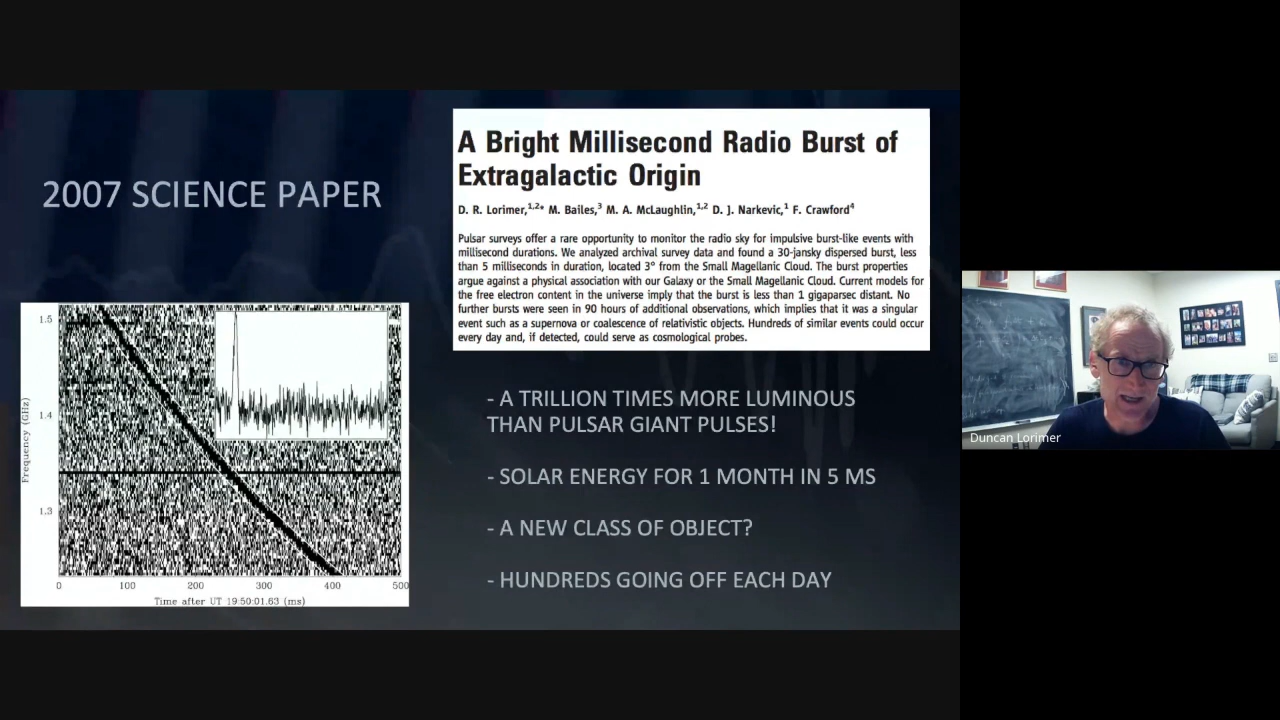 2007 SCIENCE PAPER
A Bright Millisecond Radio Burst of
Extragalactic Origin
D. R. Lorimer,1,2* M. Bailes,3 M. A. McLaughlin,1,2 D. J. Narkevic,1 F. Crawford4
Pulsar surveys offer a rare opportunity to monitor the radio sky for impulsive burst-like events with
millisecond durations. We analyzed archival survey data and found a 30-jansky dispersed burst, less
than 5 milliseconds in duration, located 3° from the Small Magellanic Cloud. The burst properties
argue against a physical association with our Galaxy or the Small Magellanic Cloud. Current models for
the free electron content in the universe imply that the burst is less than 1 gigaparsec distant. No
further bursts were seen in 90 hours of additional observations, which implies that it was a singular
event such as a supernova or coalescence of relativistic objects. Hundreds of similar events could occur
every day and, if detected, could serve as cosmological probes.
1.5
1.4
1.3
Frequency (GHz)
0 100 200 300 400 500
Time after UT 19:50:01.63 (ms)
- A TRILLION TIMES MORE LUMINOUS
THAN PULSAR GIANT PULSES!
- SOLAR ENERGY FOR 1 MONTH IN 5 MS
- A NEW CLASS OF OBJECT?
- HUNDREDS GOING OFF EACH DAY
Duncan Lorimer